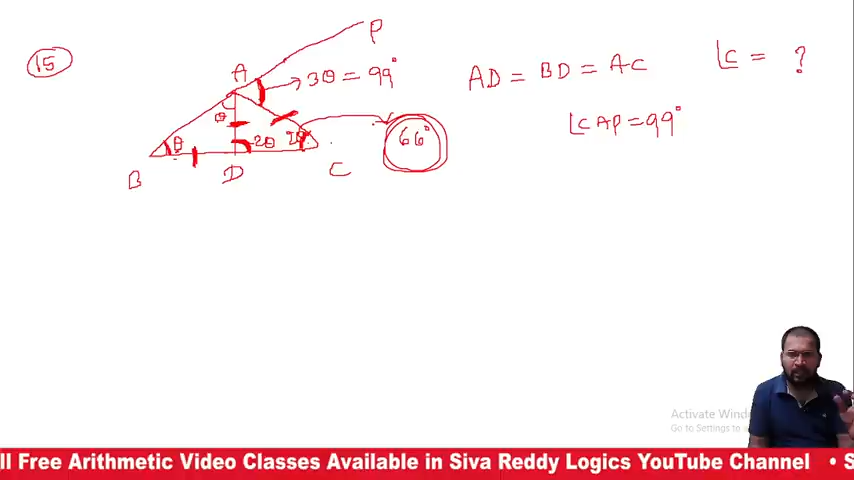 15
P
A
3θ = 99°
AD = BD = AC
∠C = ?
∠CAP = 99°
θ
θ
2θ
2θ
66°
B
D
C
Activate Windo
Go to Settings to
ll Free Arithmetic Video Classes Available in Siva Reddy Logics YouTube Channel • S